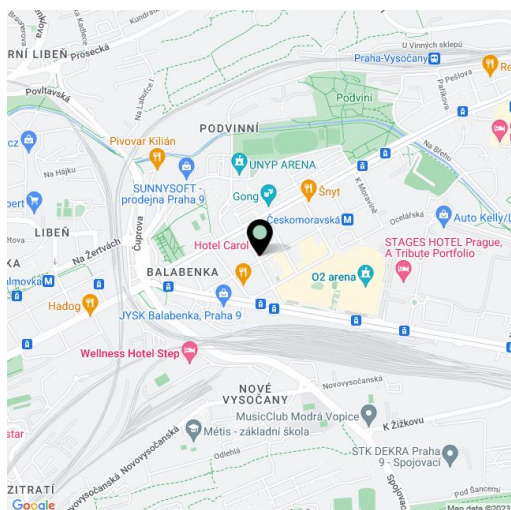 Kundratka
Prosecká
RNÍ LIBEŇ
Povltavská
Na Labuťce I
U Vinných sklepů
Praha-Vysočany
Pešlova
Paříkova
Podviní
PODVINNÍ
Na Břehu
Pivovar Kilián
UNYP ARENA
K Moravině
Na Hájku
SUNNYSOFT
prodejna Praha 9
Gong
Šnyt
Čuprova
Českomoravská
Ocelářská
Auto Kelly/
LIBEŇ
Na Žertvách
Hotel Carol
STAGES HOTEL Prague,
A Tribute Portfolio
BALABENKA
O2 arena
Hadog
JYSK Balabenka, Praha 9
Wellness Hotel Step
NOVÉ
VYSOČANY
Novovysočanská
MusicClub Modrá Vopice
K Žižkovu
Métis - základní
škola
Odlehlá
STK DEKRA Praha
9 - Spojovací
Novovysočanská
Novovysočanská
Spojovací
ZITRATÍ
Pod Šancemi
Google
Map data ©2023